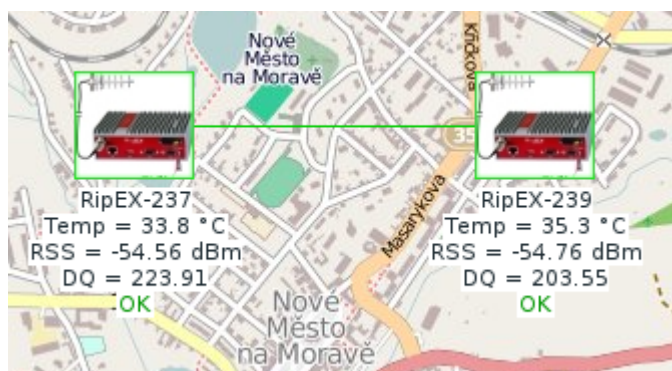 Nové
Město
na Moravě
Křičkova
35
Masarykova
RipEX-237
Temp = 33.8 °C
RSS = -54.56 dBm
DQ = 223.91
OK
RipEX-239
Temp = 35.3 °C
RSS = -54.76 dBm
DQ = 203.55
OK
Nové
Město
na Moravě